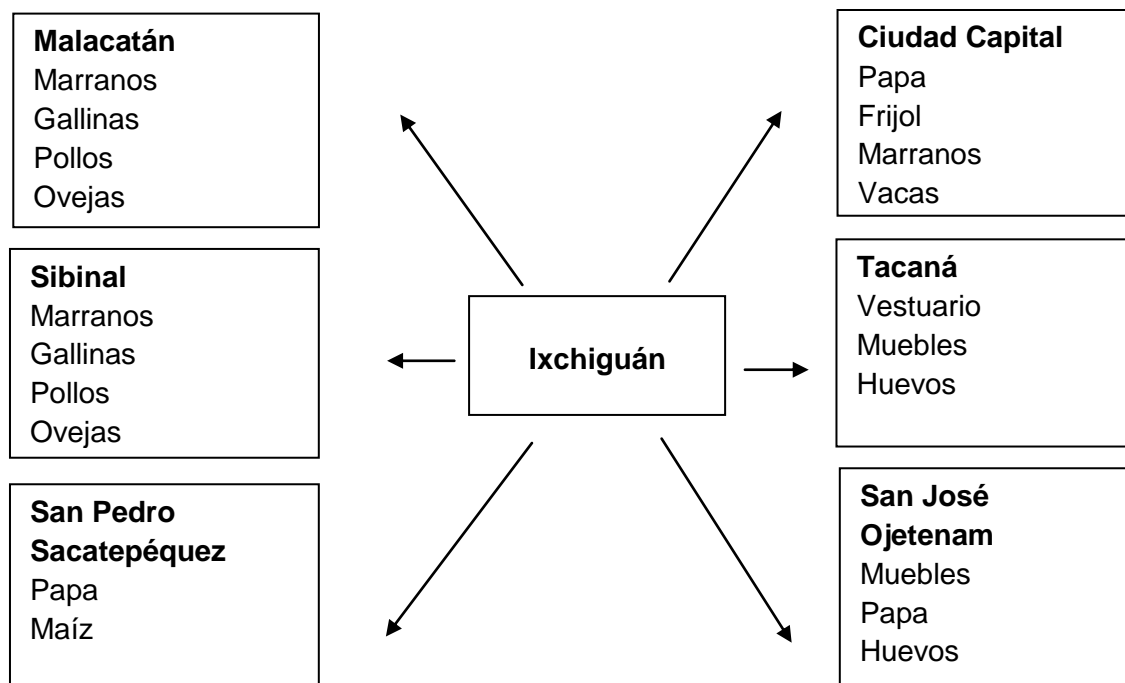 Malacatán
Marranos
Gallinas
Pollos
Ovejas
Sibinal
Marranos
Gallinas
Pollos
Ovejas
San Pedro
Sacatepéquez
Papa
Maíz
Ixchiguán
Ciudad Capital
Papa
Frijol
Marranos
Vacas
Tacaná
Vestuario
Muebles
Huevos
San José
Ojetenam
Muebles
Papa
Huevos